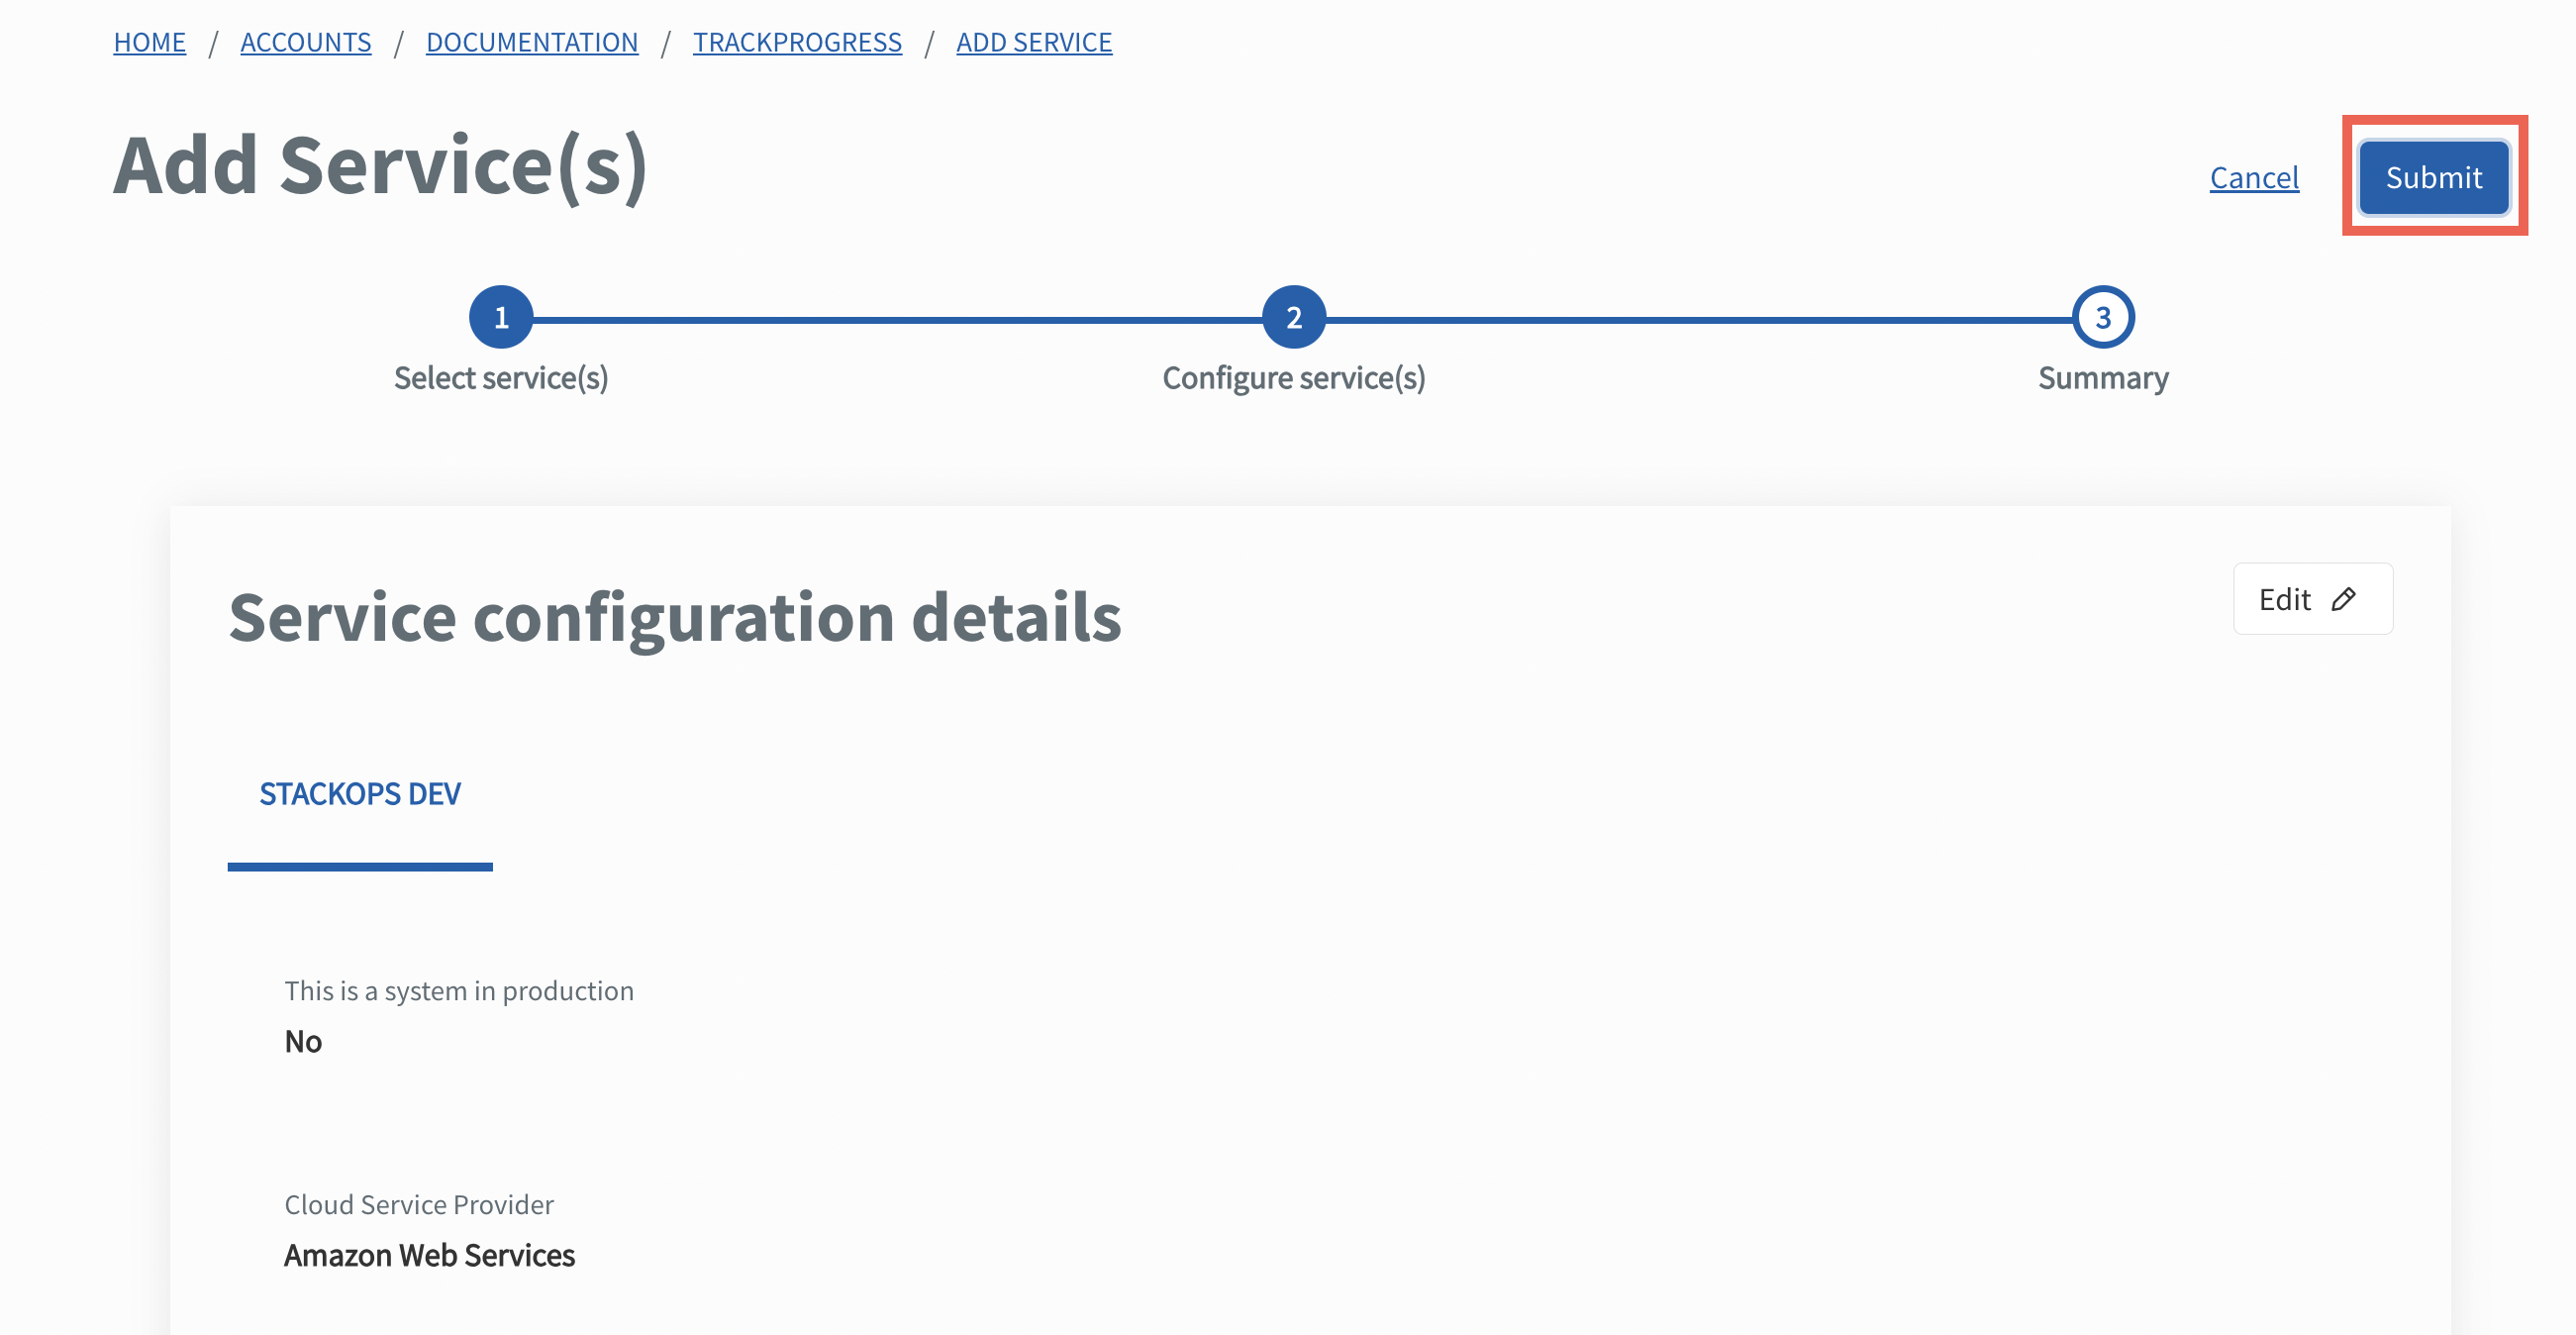 HOME / ACCOUNTS / DOCUMENTATION / TRACKPROGRESS / ADD SERVICE
Add Service(s)
Cancel
Submit
1
2
3
Select service(s)
Configure service(s)
Summary
Service configuration details
Edit
STACKOPS DEV
This is a system in production
No
Cloud Service Provider
Amazon Web Services